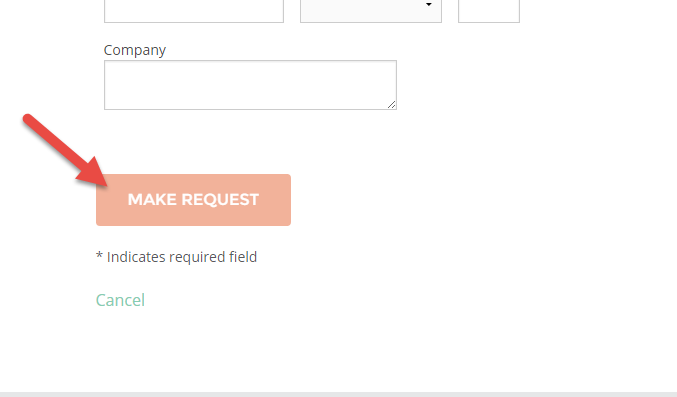 Company
MAKE REQUEST
* Indicates required field
Cancel